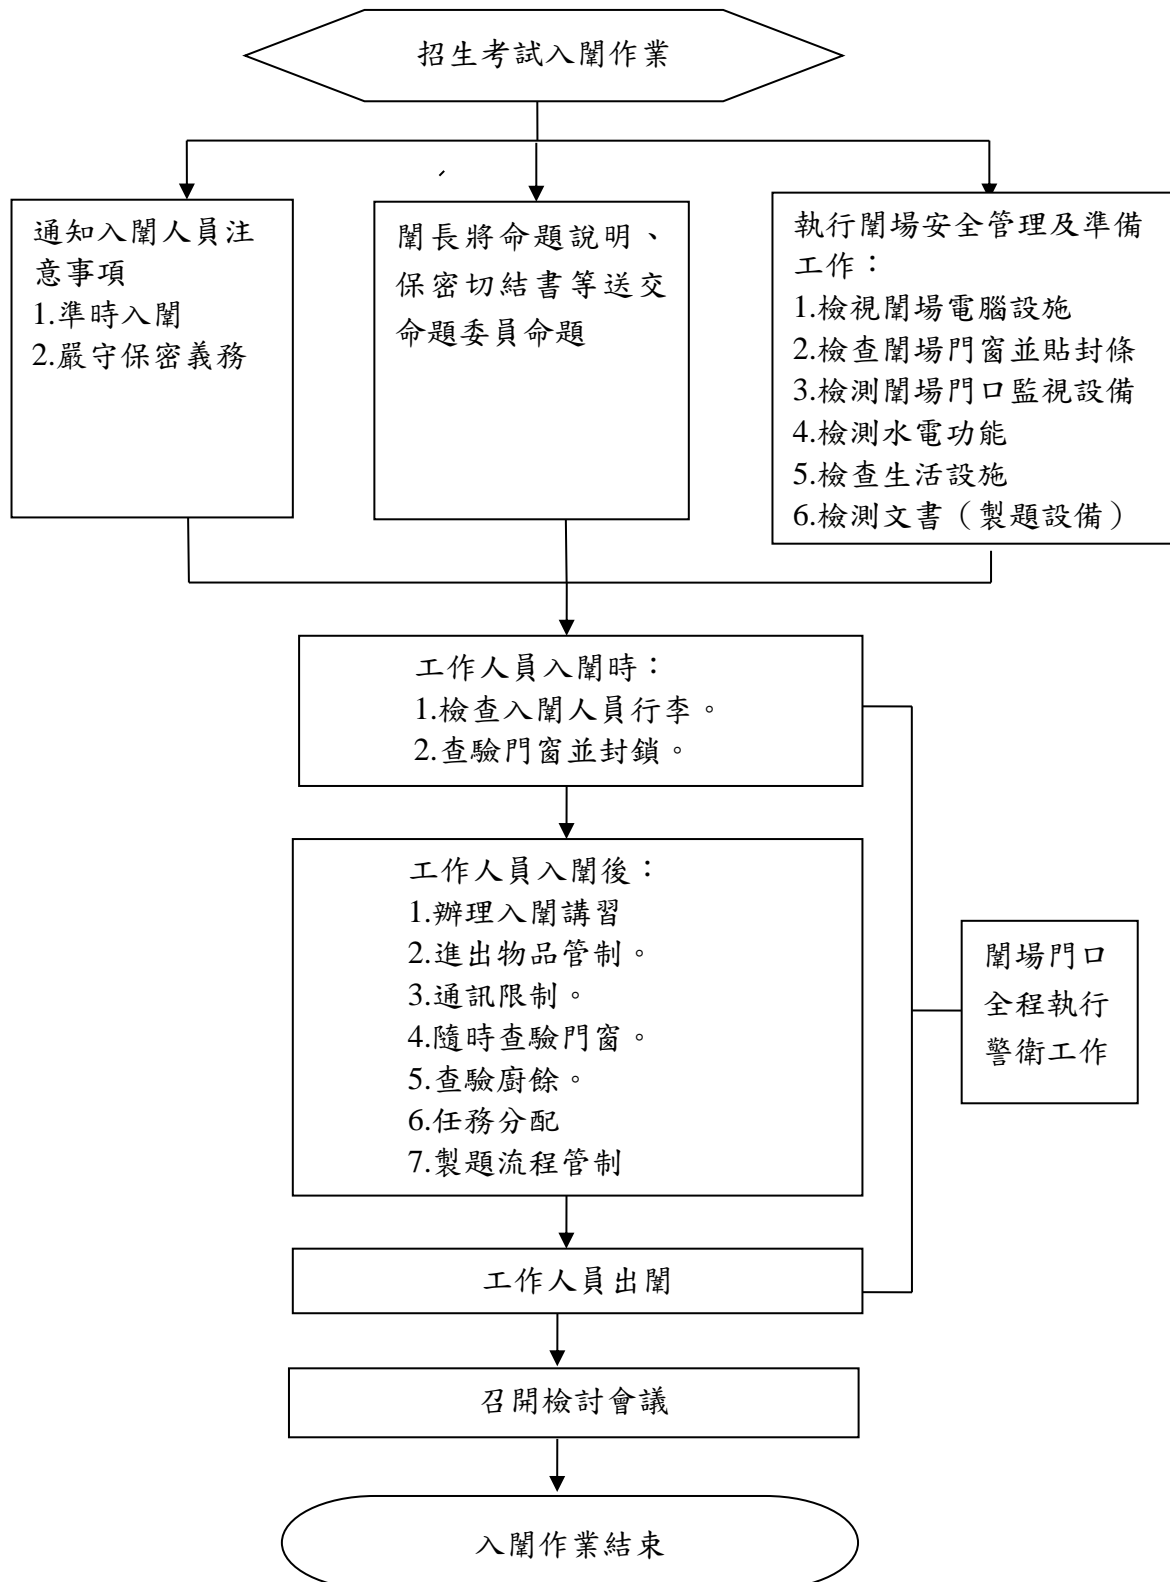 招生考試入闈作業
通知入闈人員注
意事項
1.準時入闈
2.嚴守保密義務
闈長將命題說明、
保密切結書等送交
命題委員命題
執行闈場安全管理及準備
工作：
1.檢視闈場電腦設施
2.檢查闈場門窗並貼封條
3.檢測闈場門口監視設備
4.檢測水電功能
5.檢查生活設施
6.檢測文書（製題設備）
工作人員入闈時：
1.檢查入闈人員行李。
2.查驗門窗並封鎖。
工作人員入闈後：
1.辦理入闈講習
2.進出物品管制。
3.通訊限制。
4.隨時查驗門窗。
5.查驗廚餘。
6.任務分配
7.製題流程管制
闈場門口
全程執行
警衛工作
工作人員出闈
召開檢討會議
入闈作業結束